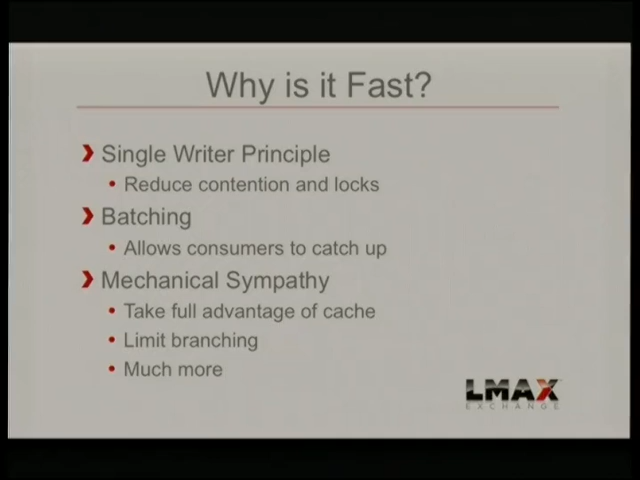 Why is it Fast?
Single Writer Principle
Reduce contention and locks
Batching
Allows consumers to catch up
Mechanical Sympathy
Take full advantage of cache
Limit branching
Much more
LMAX
EXCHANGE